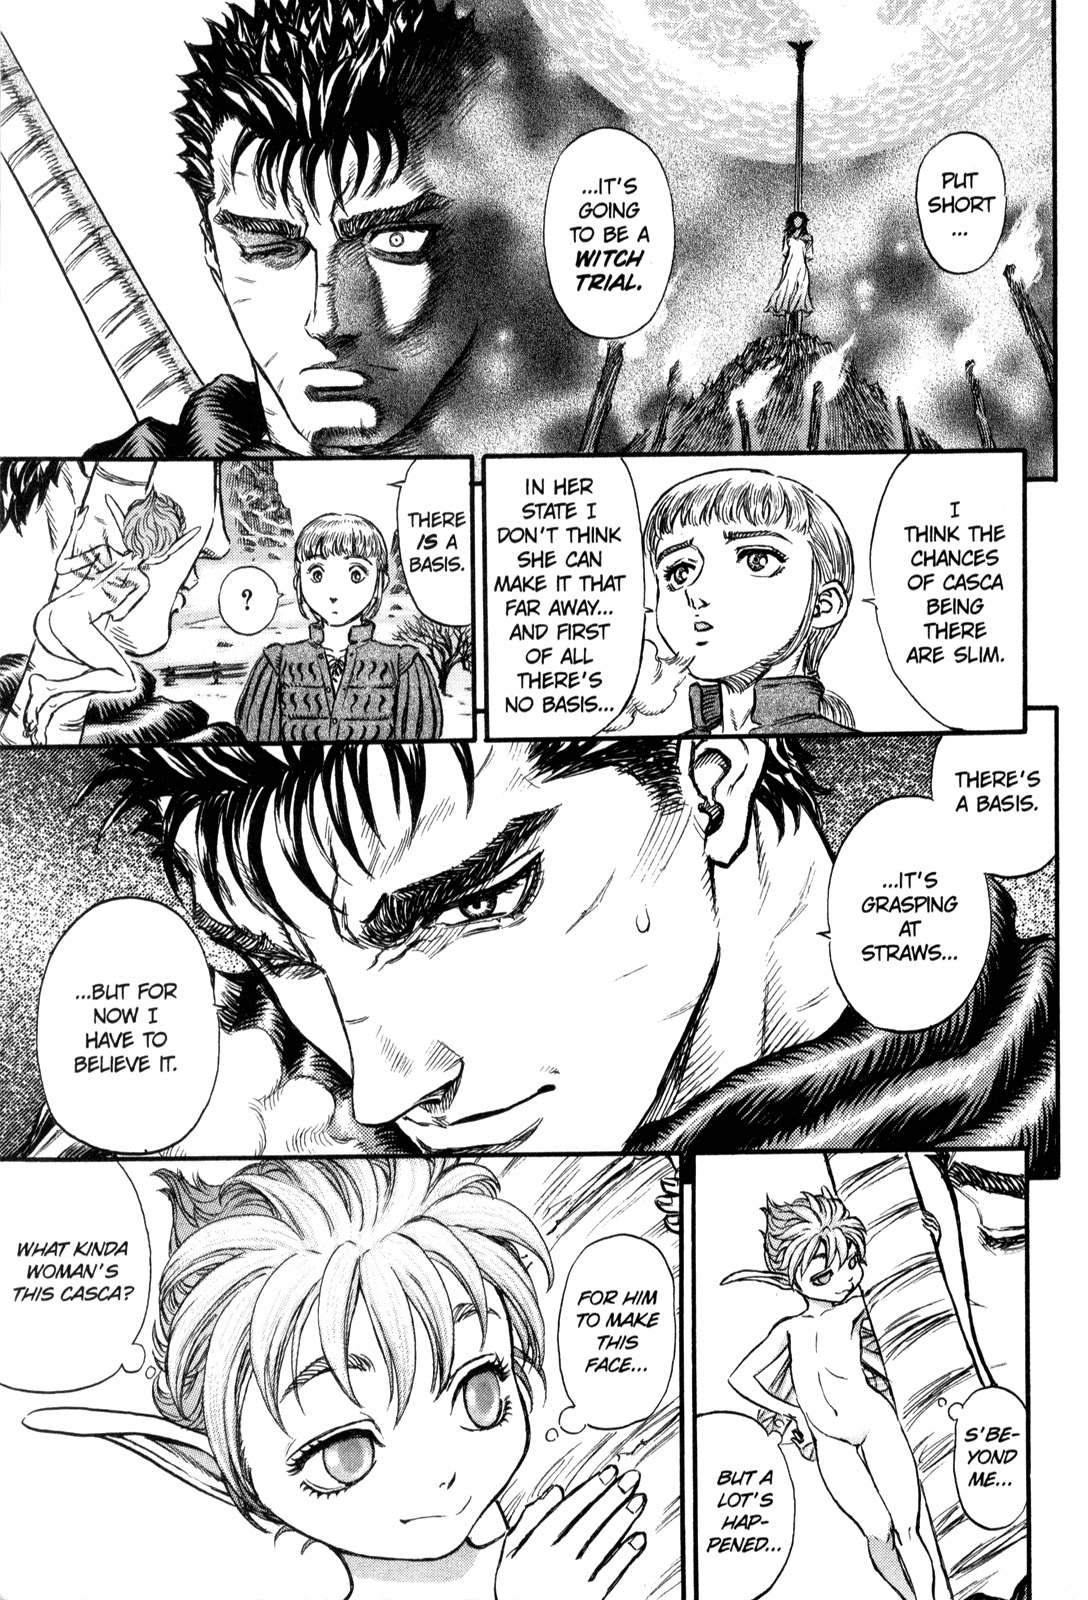 PUT
SHORT
...
...IT'S
GOING
TO BE A
WITCH
TRIAL.
I
THINK THE
CHANCES
OF CASCA
BEING
THERE
ARE SLIM.
IN HER
STATE I
DON'T THINK
SHE CAN
MAKE IT THAT
FAR AWAY...
AND FIRST
OF ALL
THERE'S
NO BASIS...
THERE
IS A
BASIS.
?
THERE'S
A BASIS.
...IT'S
GRASPING
AT
STRAWS...
...BUT FOR
NOW I
HAVE TO
BELIEVE IT.
S'BE-
YOND
ME...
BUT A
LOT'S
HAP-
PENED...
FOR HIM
TO MAKE
THIS
FACE...
WHAT KINDA
WOMAN'S
THIS CASCA?